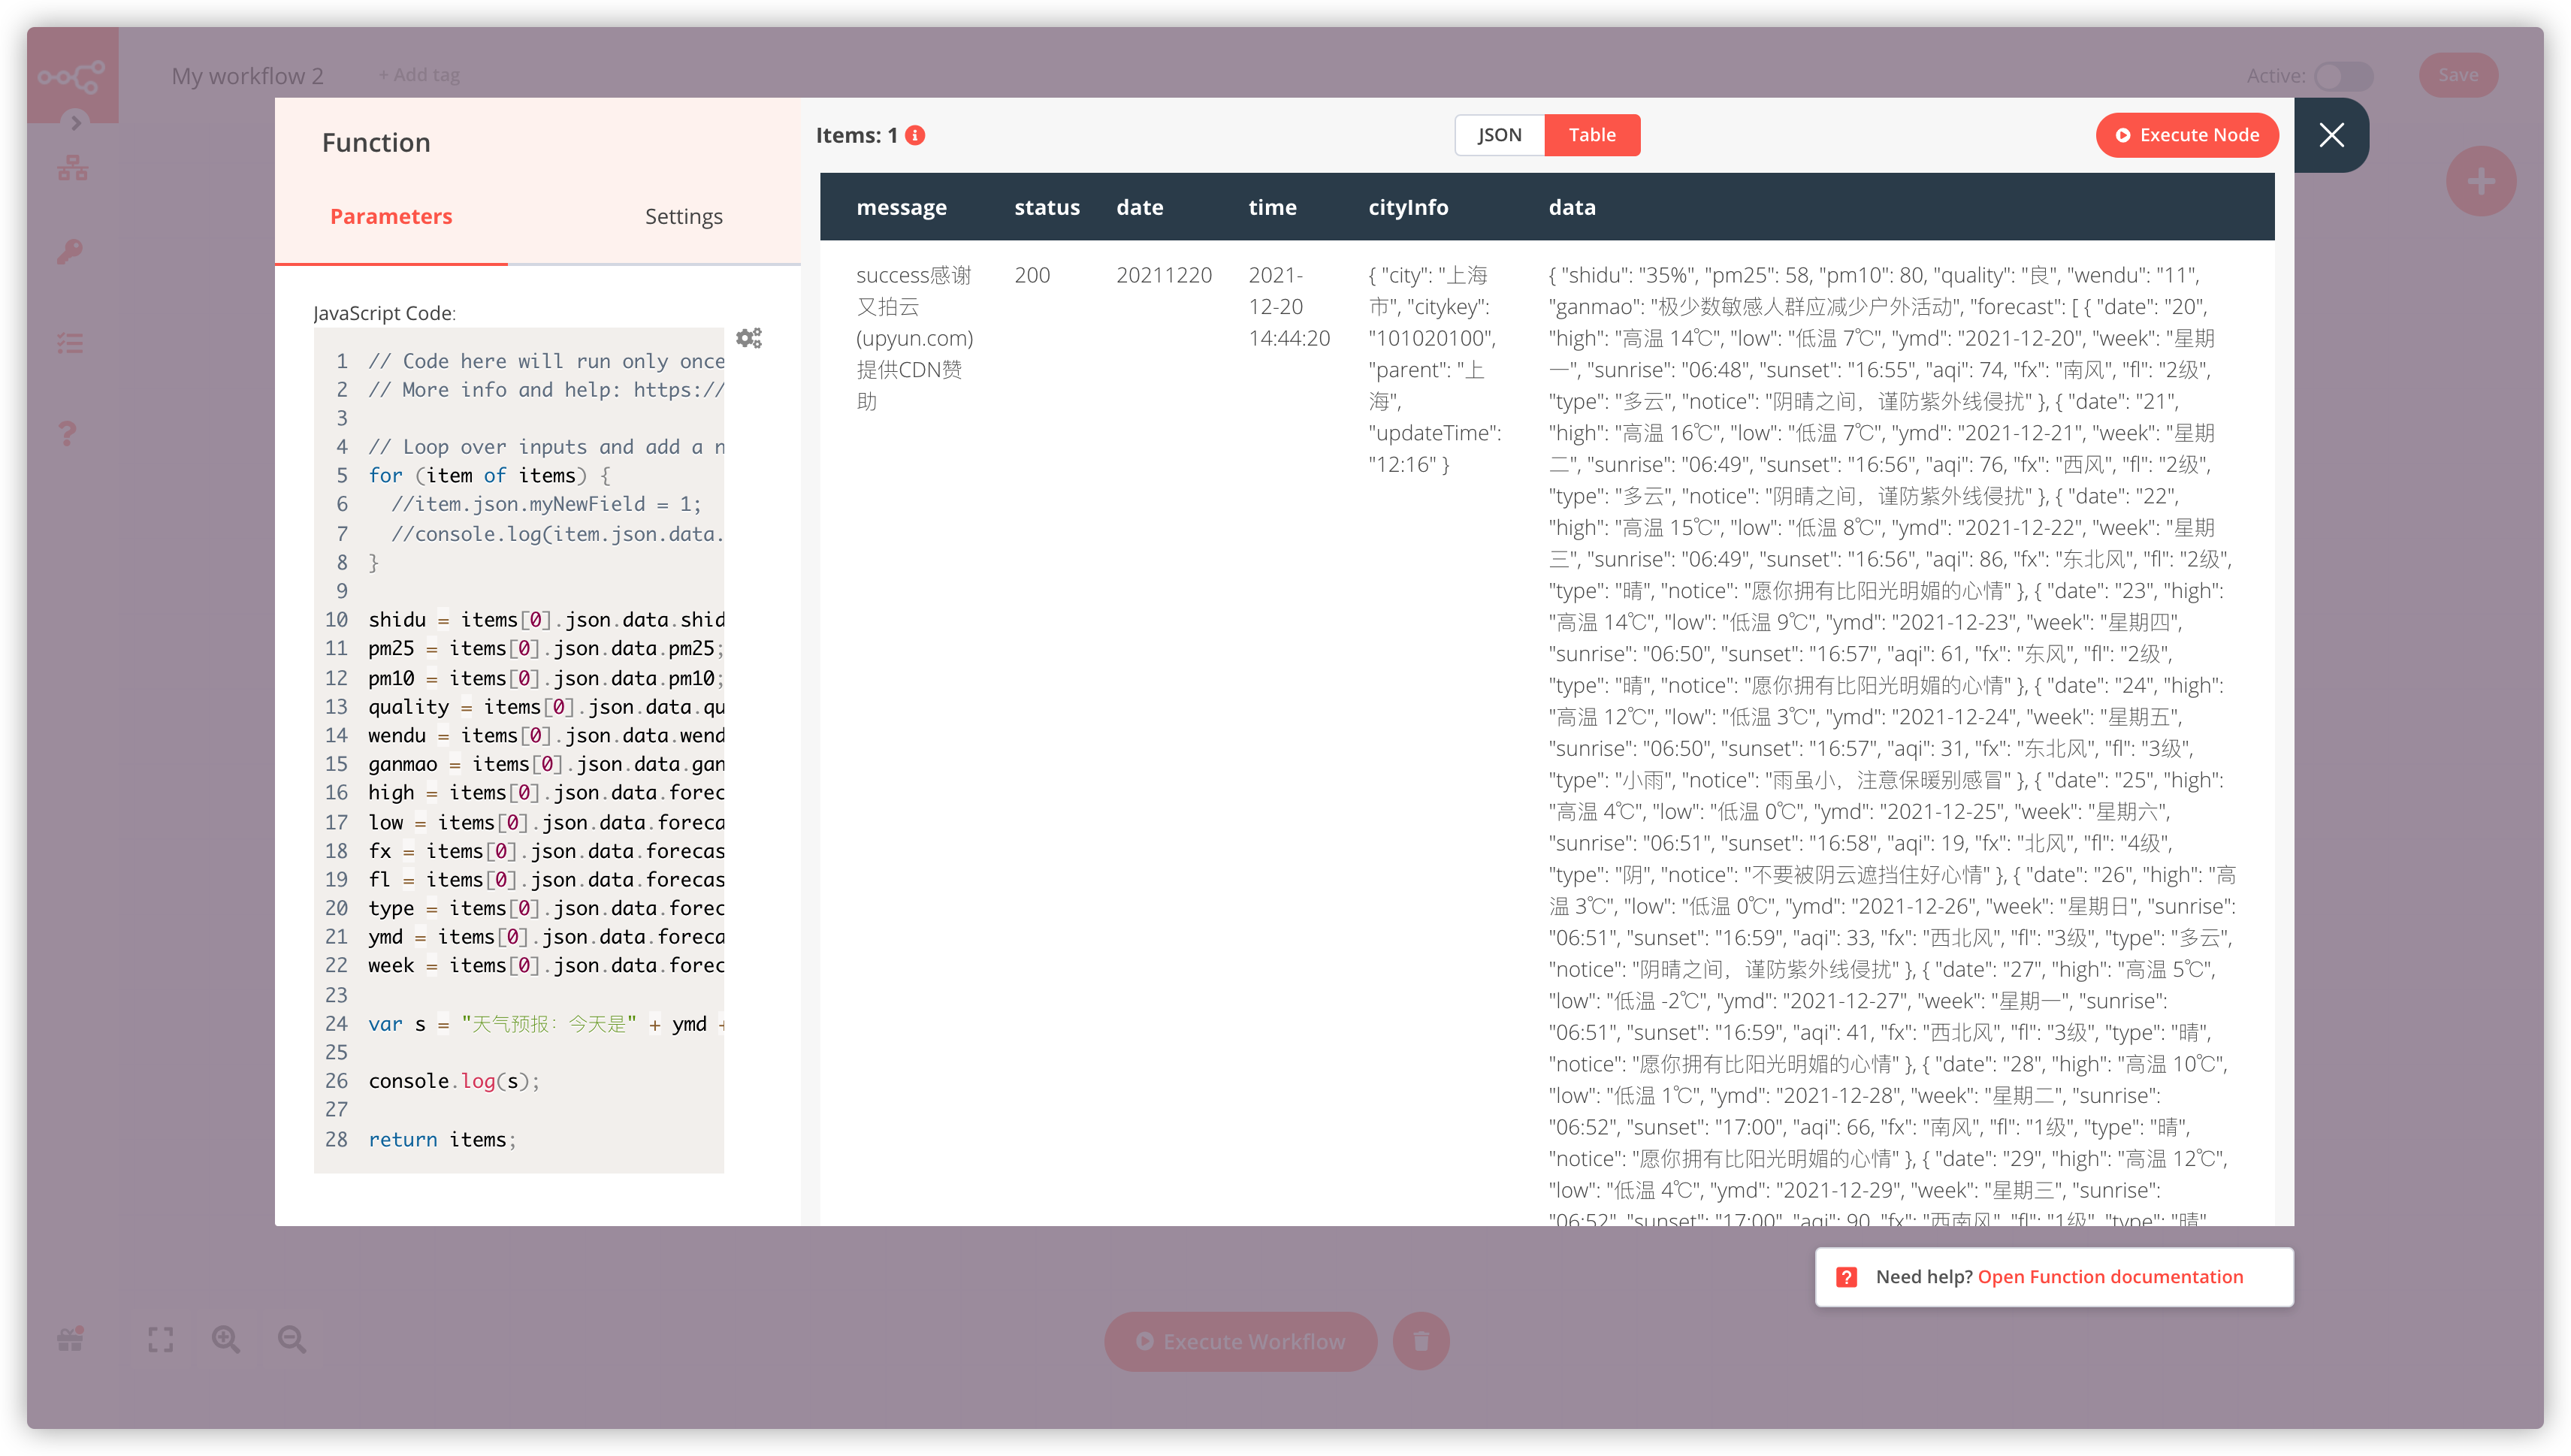 My workflow 2
+ Add tag
Active:
Save
Function
Parameters
Settings
JavaScript Code:
1 // Code here will run only once
2 // More info and help: https://
3
4 // Loop over inputs and add a n
5 for (item of items) {
6 //item.json.myNewField = 1;
7 //console.log(item.json.data.
8 }
9
10 shidu = items[0].json.data.shid
11 pm25 = items[0].json.data.pm25;
12 pm10 = items[0].json.data.pm10;
13 quality = items[0].json.data.qu
14 wendu = items[0].json.data.wend
15 ganmao = items[0].json.data.gan
16 high = items[0].json.data.forec
17 low = items[0].json.data.foreca
18 fx = items[0].json.data.forecas
19 fl = items[0].json.data.forecas
20 type = items[0].json.data.forec
21 ymd = items[0].json.data.foreca
22 week = items[0].json.data.forec
23
24 var s = "天气预报：今天是" + ymd +
25
26 console.log(s);
27
28 return items;
Items: 1
JSON
Table
Execute Node
message status date time cityInfo data
success感谢
又拍云
(upyun.com)
提供CDN赞
助
200
20211220
2021-
12-20
14:44:20
{ "city": "上海
市", "citykey":
"101020100",
"parent": "上
海",
"updateTime":
"12:16" }
{ "shidu": "35%", "pm25": 58, "pm10": 80, "quality": "良", "wendu": "11",
"ganmao": "极少数敏感人群应减少户外活动", "forecast": [ { "date": "20",
"high": "高温 14℃", "low": "低温 7℃", "ymd": "2021-12-20", "week": "星期
一", "sunrise": "06:48", "sunset": "16:55", "aqi": 74, "fx": "南风", "fl": "2级",
"type": "多云", "notice": "阴晴之间，谨防紫外线侵扰" }, { "date": "21",
"high": "高温 16℃", "low": "低温 7℃", "ymd": "2021-12-21", "week": "星期
二", "sunrise": "06:49", "sunset": "16:56", "aqi": 76, "fx": "西风", "fl": "2级",
"type": "多云", "notice": "阴晴之间，谨防紫外线侵扰" }, { "date": "22",
"high": "高温 15℃", "low": "低温 8℃", "ymd": "2021-12-22", "week": "星期
三", "sunrise": "06:49", "sunset": "16:56", "aqi": 86, "fx": "东北风", "fl": "2级",
"type": "晴", "notice": "愿你拥有比阳光明媚的心情" }, { "date": "23", "high":
"高温 14℃", "low": "低温 9℃", "ymd": "2021-12-23", "week": "星期四",
"sunrise": "06:50", "sunset": "16:57", "aqi": 61, "fx": "东风", "fl": "2级",
"type": "晴", "notice": "愿你拥有比阳光明媚的心情" }, { "date": "24", "high":
"高温 12℃", "low": "低温 3℃", "ymd": "2021-12-24", "week": "星期五",
"sunrise": "06:50", "sunset": "16:57", "aqi": 31, "fx": "东北风", "fl": "3级",
"type": "小雨", "notice": "雨虽小，注意保暖别感冒" }, { "date": "25", "high":
"高温 4℃", "low": "低温 0℃", "ymd": "2021-12-25", "week": "星期六",
"sunrise": "06:51", "sunset": "16:58", "aqi": 19, "fx": "北风", "fl": "4级",
"type": "阴", "notice": "不要被阴云遮挡住好心情" }, { "date": "26", "high": "高
温 3℃", "low": "低温 0℃", "ymd": "2021-12-26", "week": "星期日", "sunrise":
"06:51", "sunset": "16:59", "aqi": 33, "fx": "西北风", "fl": "3级", "type": "多云",
"notice": "阴晴之间，谨防紫外线侵扰" }, { "date": "27", "high": "高温 5℃",
"low": "低温 -2℃", "ymd": "2021-12-27", "week": "星期一", "sunrise":
"06:51", "sunset": "16:59", "aqi": 41, "fx": "西北风", "fl": "3级", "type": "晴",
"notice": "愿你拥有比阳光明媚的心情" }, { "date": "28", "high": "高温 10℃",
"low": "低温 1℃", "ymd": "2021-12-28", "week": "星期二", "sunrise":
"06:52", "sunset": "17:00", "aqi": 66, "fx": "南风", "fl": "1级", "type": "晴",
"notice": "愿你拥有比阳光明媚的心情" }, { "date": "29", "high": "高温 12℃",
"low": "低温 4℃", "ymd": "2021-12-29", "week": "星期三", "sunrise":
"06:52", "sunset": "17:00", "aqi": 90, "fx": "西南风", "fl": "1级", "type": "晴",
Need help? Open Function documentation
Execute Workflow